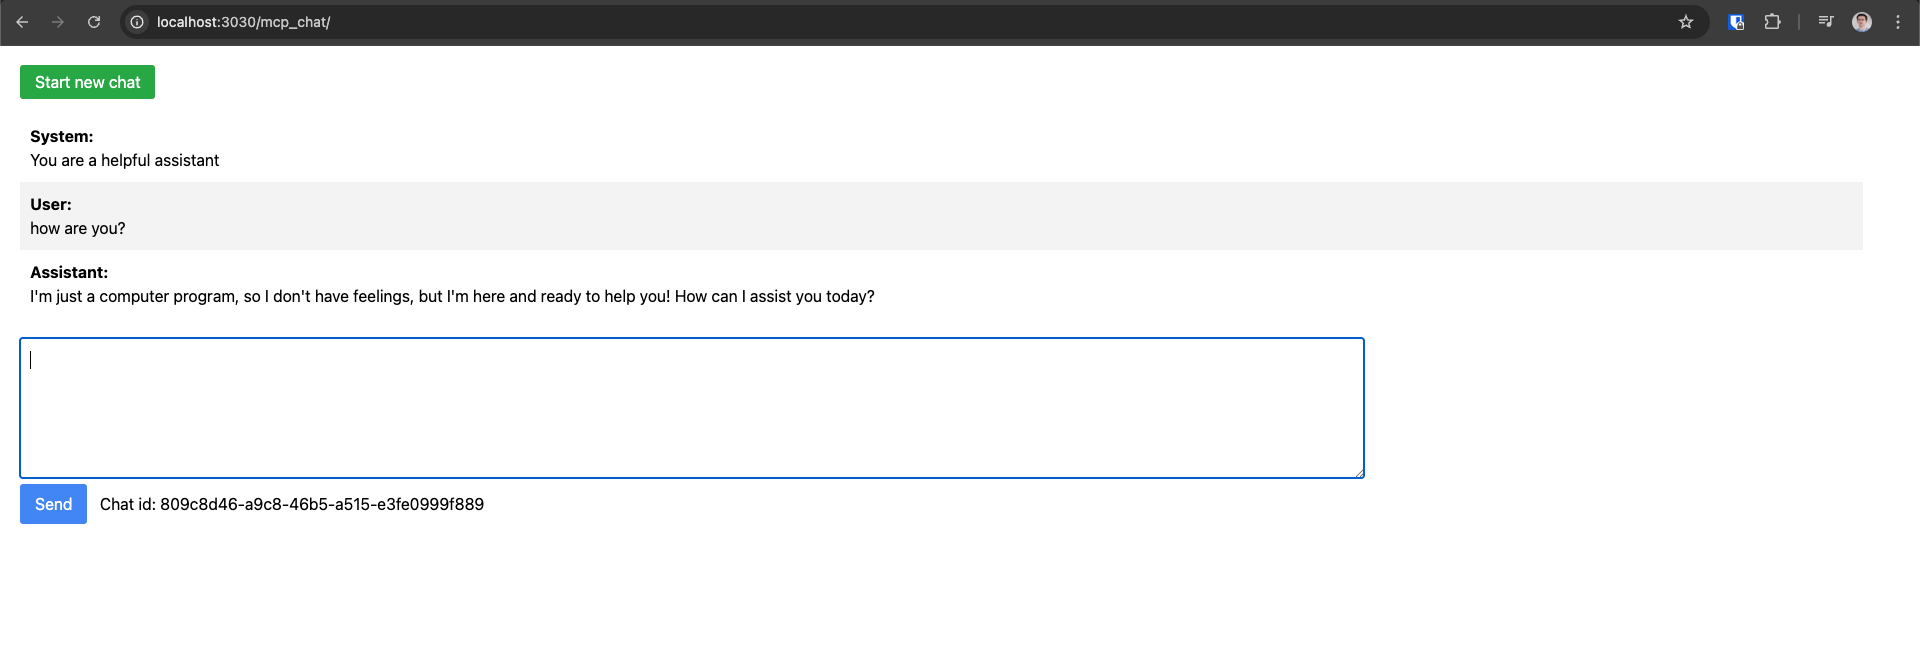 localhost:3030/mcp_chat/
Start new chat
System:
You are a helpful assistant
User:
how are you?
Assistant:
I'm just a computer program, so I don't have feelings, but I'm here and ready to help you! How can I assist you today?
Send
Chat id: 809c8d46-a9c8-46b5-a515-e3fe0999f889